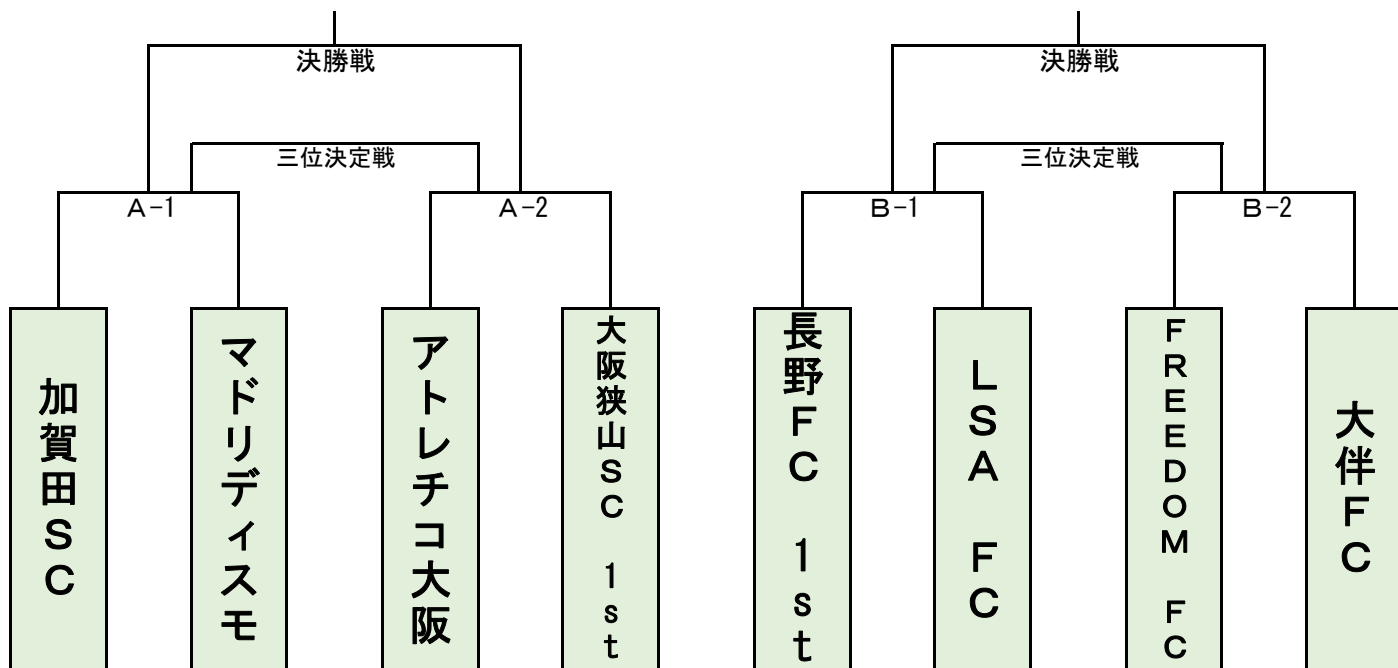 決勝戦
決勝戦
三位決定戦
三位決定戦
Ａ-1
Ａ-2
Ｂ-1
Ｂ-2
加賀田ＳＣ
マドリディスモ
アトレチコ大阪
大阪狭山ＳＣ　1st
長野ＦＣ　1st
ＬＳＡ　ＦＣ
ＦＲＥＥＤＯＭ　ＦＣ
大伴ＦＣ